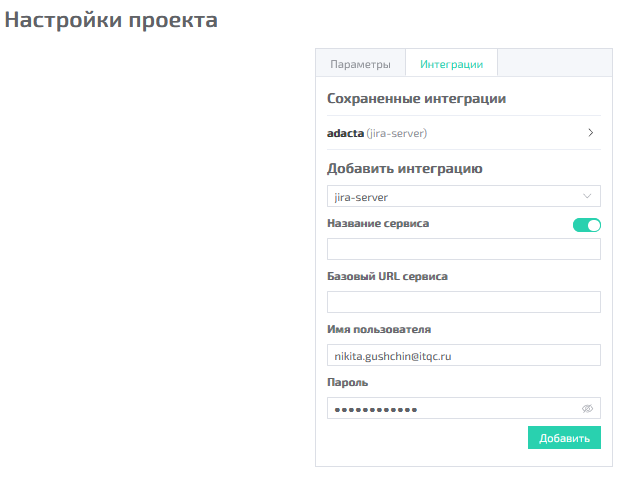 Настройки проекта
Параметры Интеграции
Сохраненные интеграции
adacta (jira-server)
Добавить интеграцию
jira-server
Название сервиса
Базовый URL сервиса
Имя пользователя
nikita.gushchin@itqc.ru
Пароль
••••••••••••
Добавить